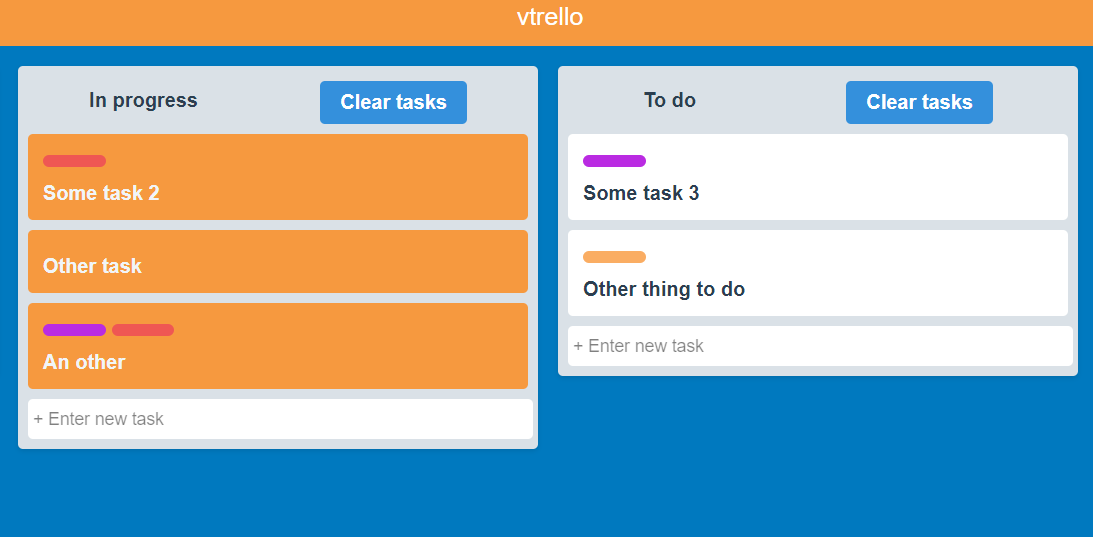 vtrello
In progress
Clear tasks
Some task 2
Other task
An other
+ Enter new task
To do
Clear tasks
Some task 3
Other thing to do
+ Enter new task